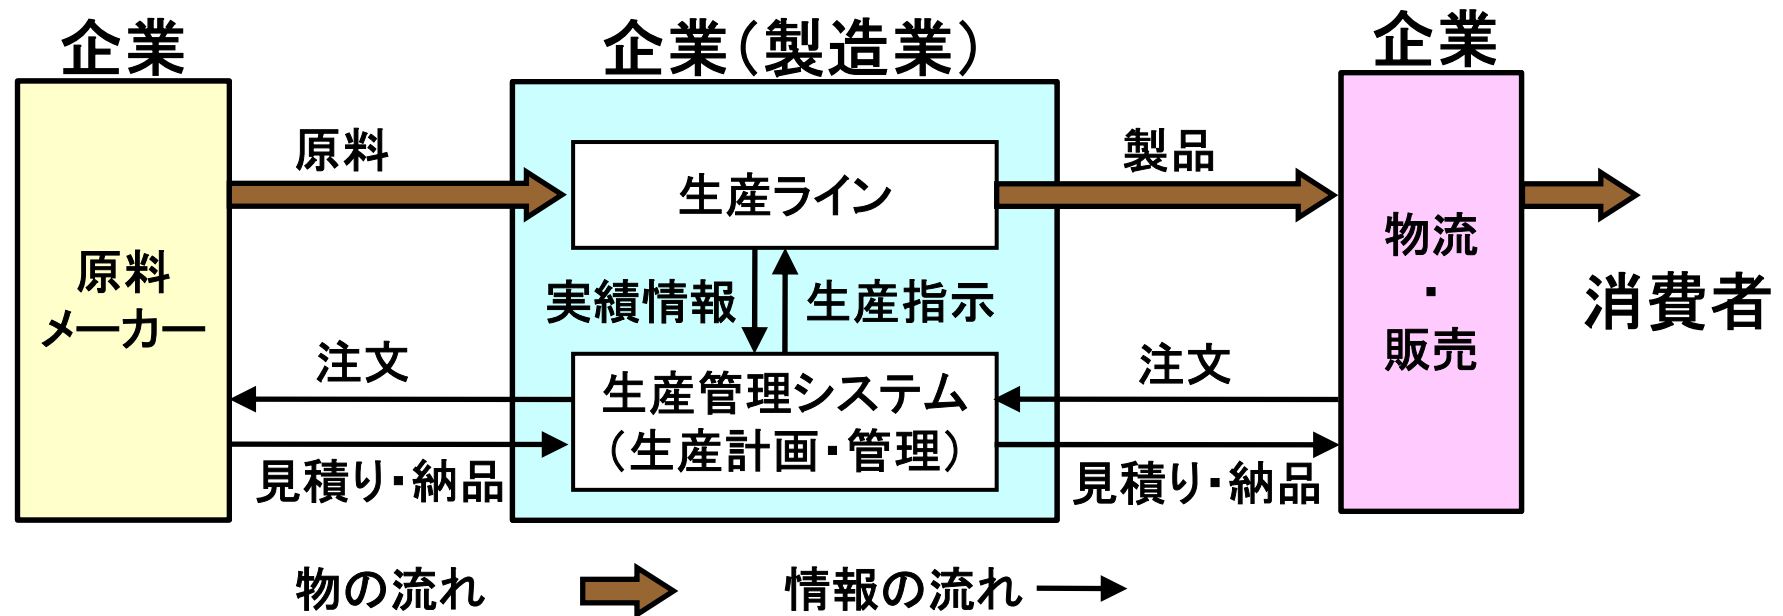 企業
企業(製造業)
企業
原料
生産ライン
製品
原料
メーカー
実績情報
生産指示
物流
・
販売
消費者
注文
生産管理システム
(生産計画・管理)
注文
見積り・納品
見積り・納品
物の流れ
情報の流れ